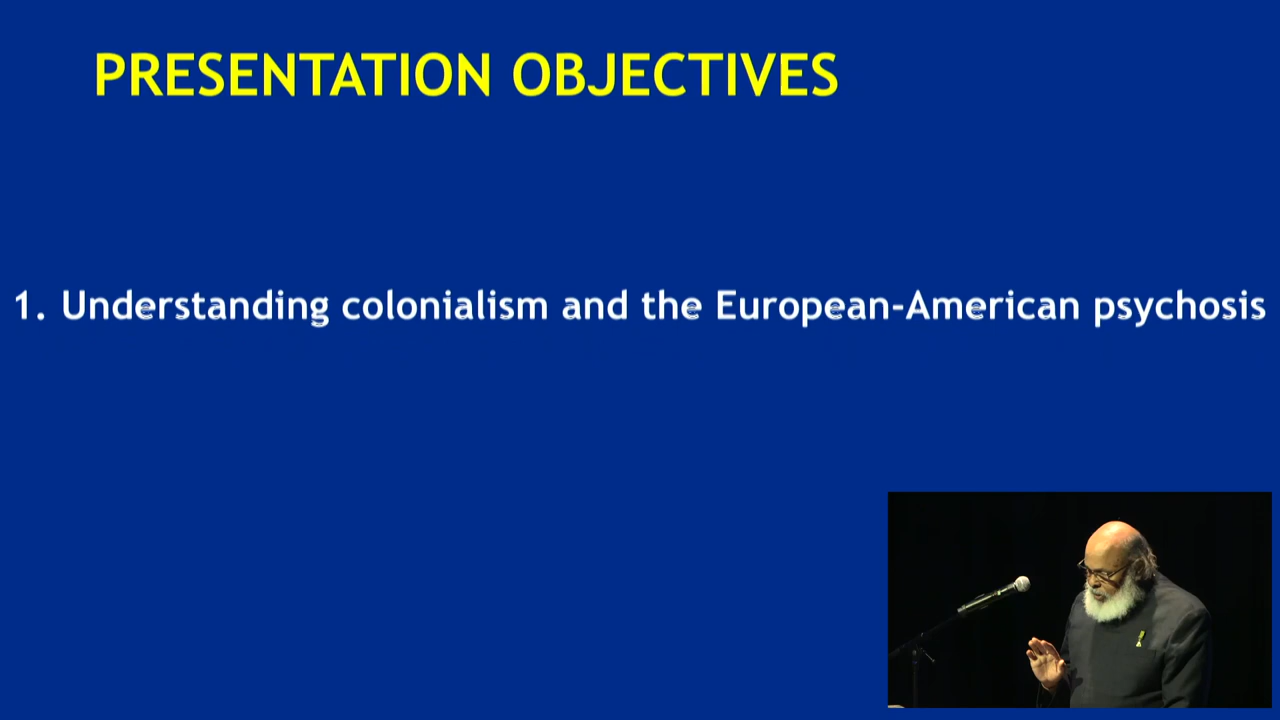 PRESENTATION OBJECTIVES
1. Understanding colonialism and the European-American psychosis